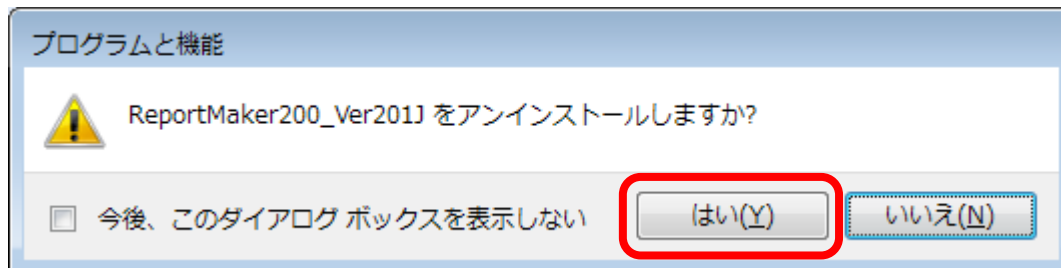 プログラムと機能
ReportMaker200_Ver201J をアンインストールしますか?
今後、このダイアログ ボックスを表示しない
はい(Y)
いいえ(N)